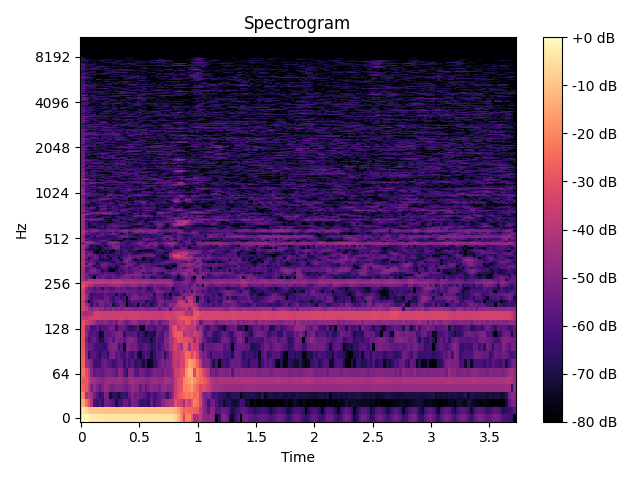 Spectrogram
8192
4096
2048
1024
512
256
128
64
0
Hz
0
0.5
1
1.5
2
2.5
3
3.5
Time
+0 dB
-10 dB
-20 dB
-30 dB
-40 dB
-50 dB
-60 dB
-70 dB
-80 dB